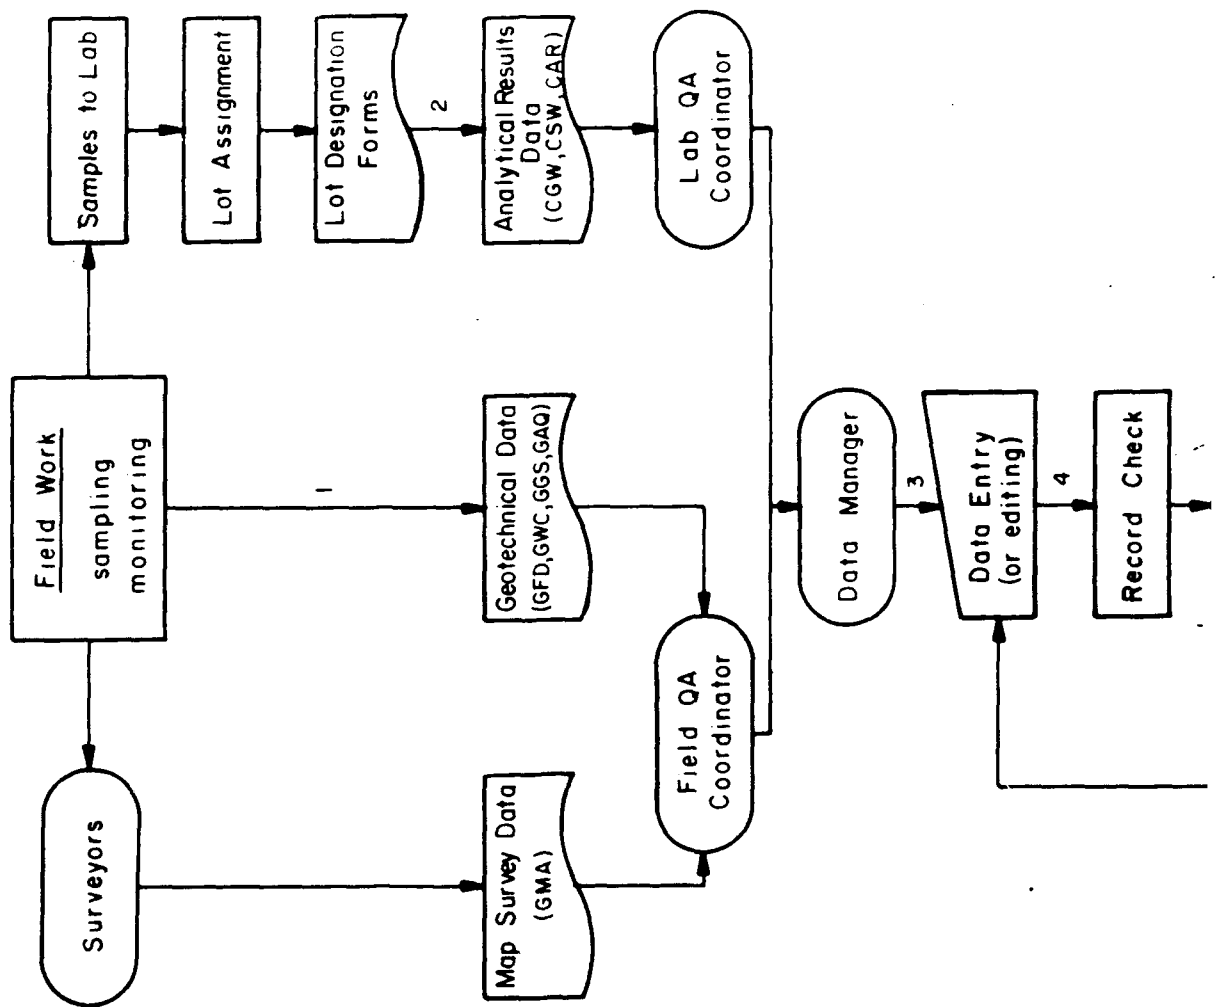 Field Work
sampling
monitoring
Surveyors
Samples to Lab
Lot Assignment
Lot Designation
Forms
1
2
Map Survey Data
(GMA)
Geotechnical Data
(GFD,GWC,GGS,GAQ)
Analytical Results
Data
(CGW,CSW,CAR)
Field QA
Coordinator
Lab QA
Coordinator
Data Manager
3
Data Entry
(or editing)
4
Record Check